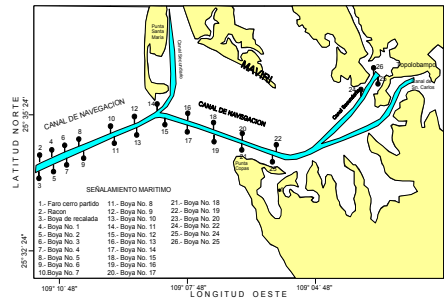 Punta
Santa
María
Canal Secundario
MAVIRI
26
Topolobampo
25
24
Canal de
Sn. Carlos
Canal Secundario
CANAL DE NAVEGACION
CANAL DE NAVEGACION
14
16
18
12
10
8
6
4
2
20
22
15
17
19
13
11
9
7
5
3
21
23
Punta
Copas
LATITUD NORTE
25° 35' 24"
25° 32' 24"
SEÑALAMIENTO MARITIMO
1.- Faro cerro partido
2.- Racon
3.- Boya de recalada
4.- Boya No. 1
5.- Boya No. 2
6.- Boya No. 3
7.- Boya No. 4
8.- Boya No. 5
9.- Boya No. 6
10.- Boya No. 7
11.- Boya No. 8
12.- Boya No. 9
13.- Boya No. 10
14.- Boya No. 11
15.- Boya No. 12
16.- Boya No. 13
17.- Boya No. 14
18.- Boya No. 15
19.- Boya No. 16
20.- Boya No. 17
21.- Boya No. 18
22.- Boya No. 19
23.- Boya No. 20
24.- Boya No. 22
25.- Boya No. 24
26.- Boya No. 25
109° 10' 48"
109° 07' 48"
109° 04' 48"
LONGITUD OESTE